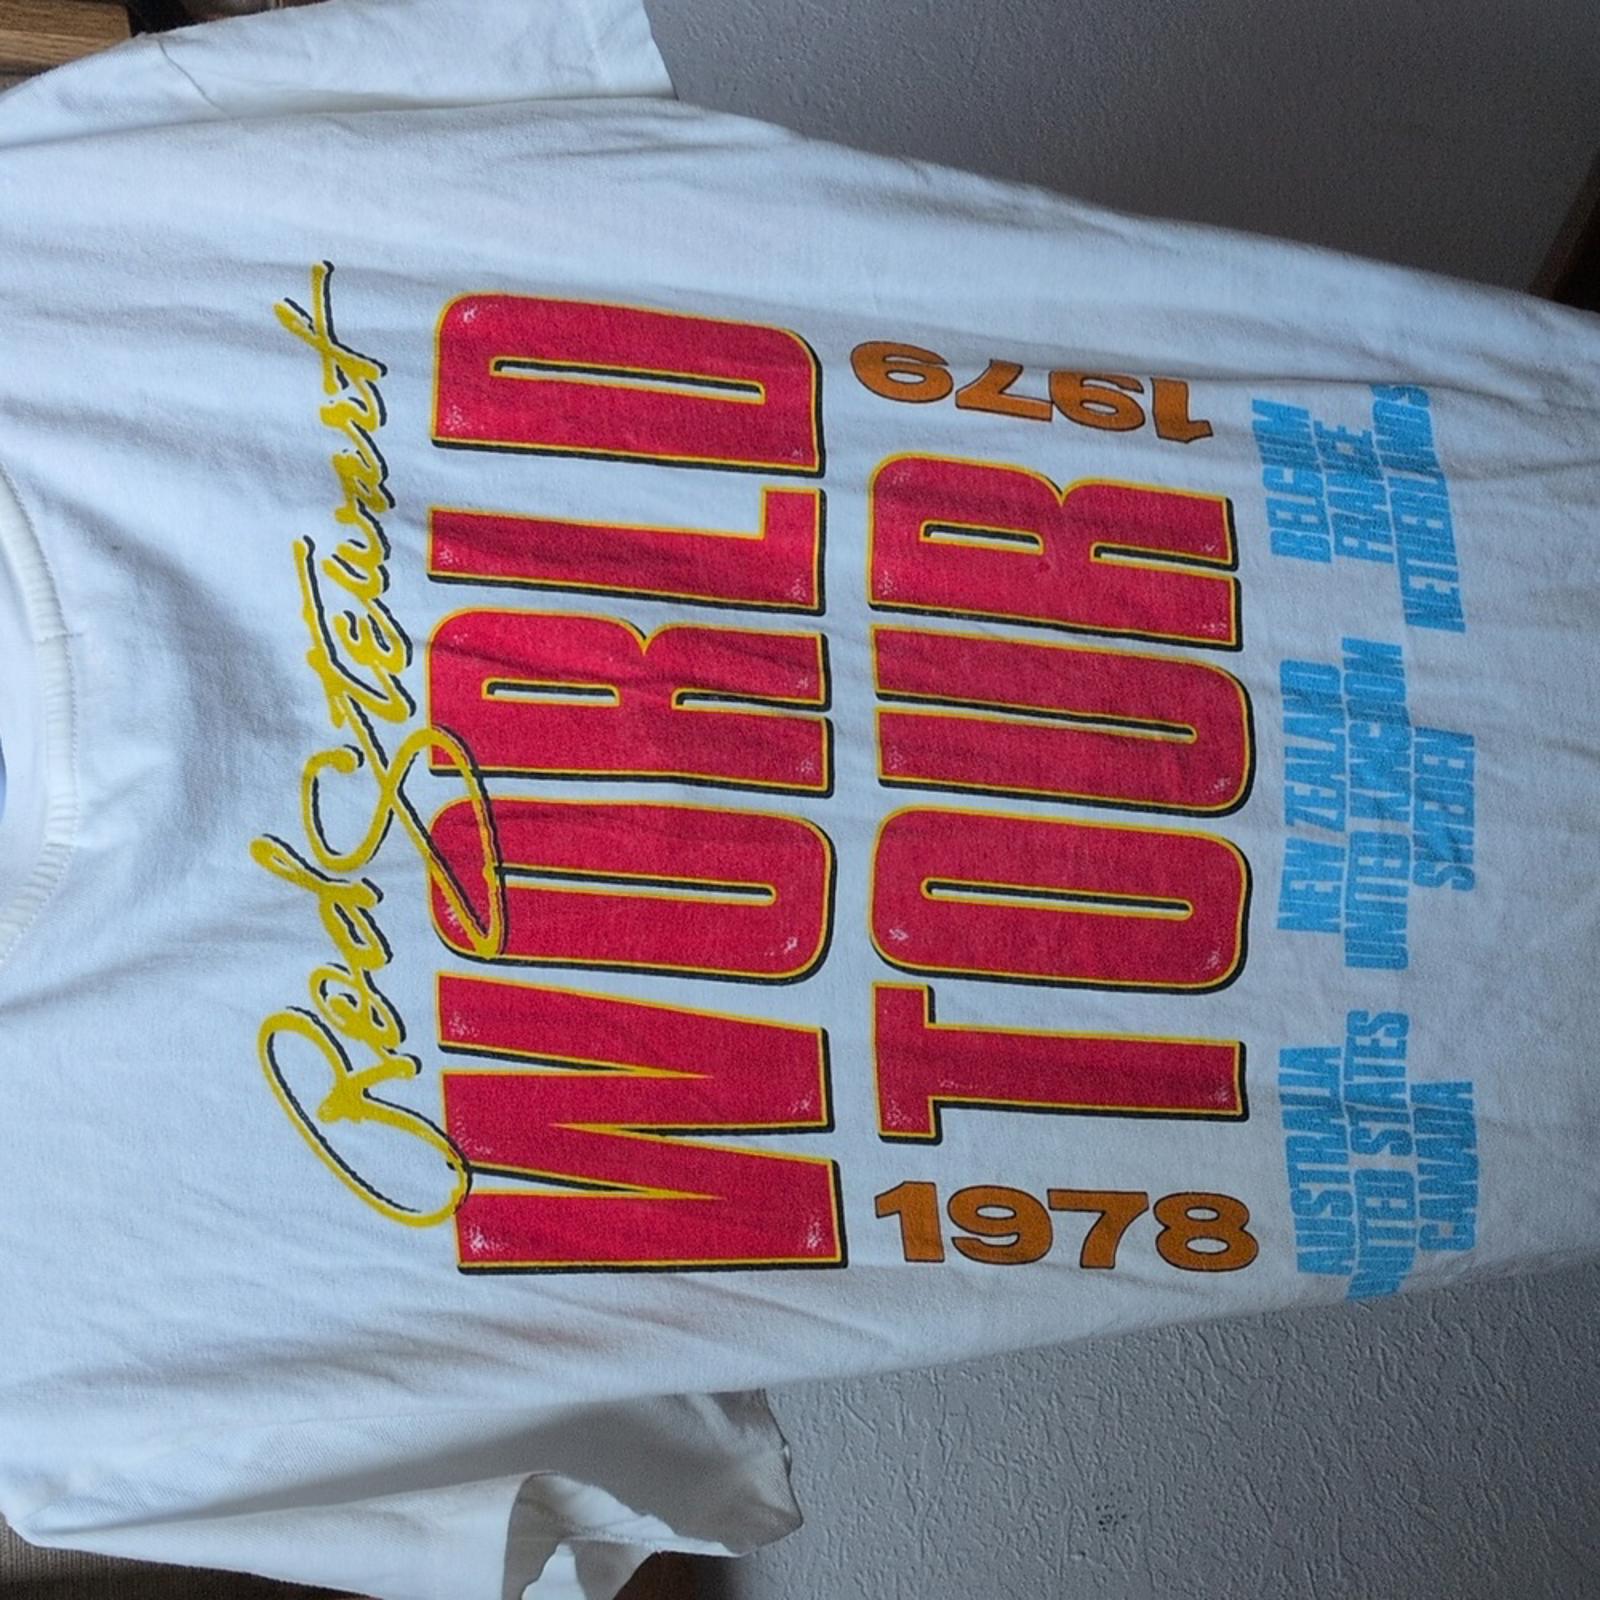 Rod Stewart
WORLD
1978 TOUR 1979
AUSTRALIA NEW ZEALAND BELGIUM
UNITED STATES UNITED KINGDOM FRANCE
CANADA SWEDEN NETHERLANDS